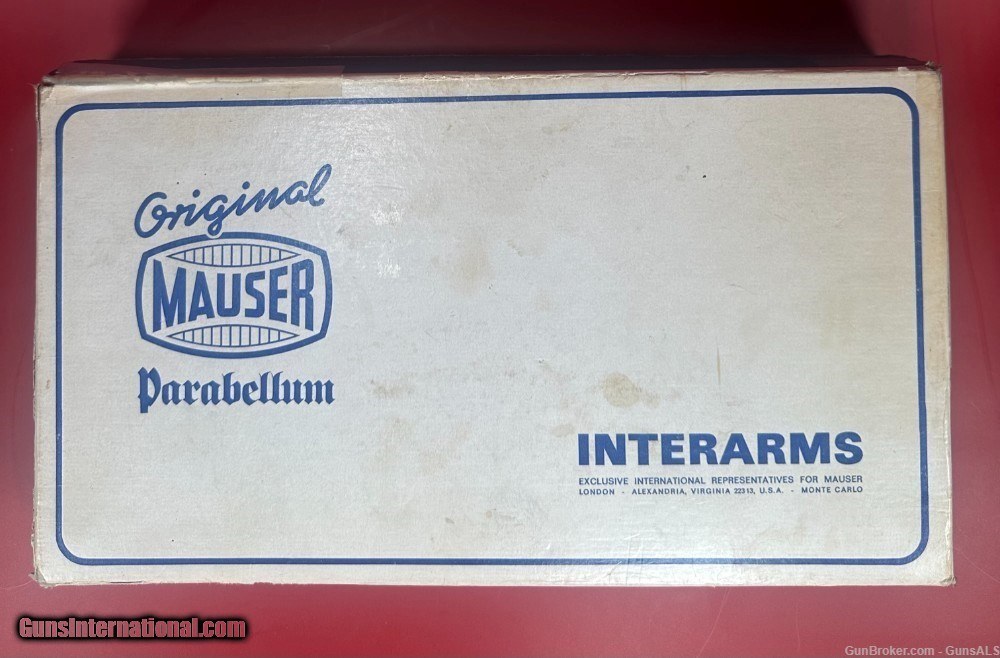 Original
MAUSER
Parabellum
INTERARMS
EXCLUSIVE INTERNATIONAL REPRESENTATIVES FOR MAUSER
LONDON - ALEXANDRIA, VIRGINIA 22313, U.S.A. - MONTE CARLO
GunsInternational.com
GunBroker.com - GunsALS